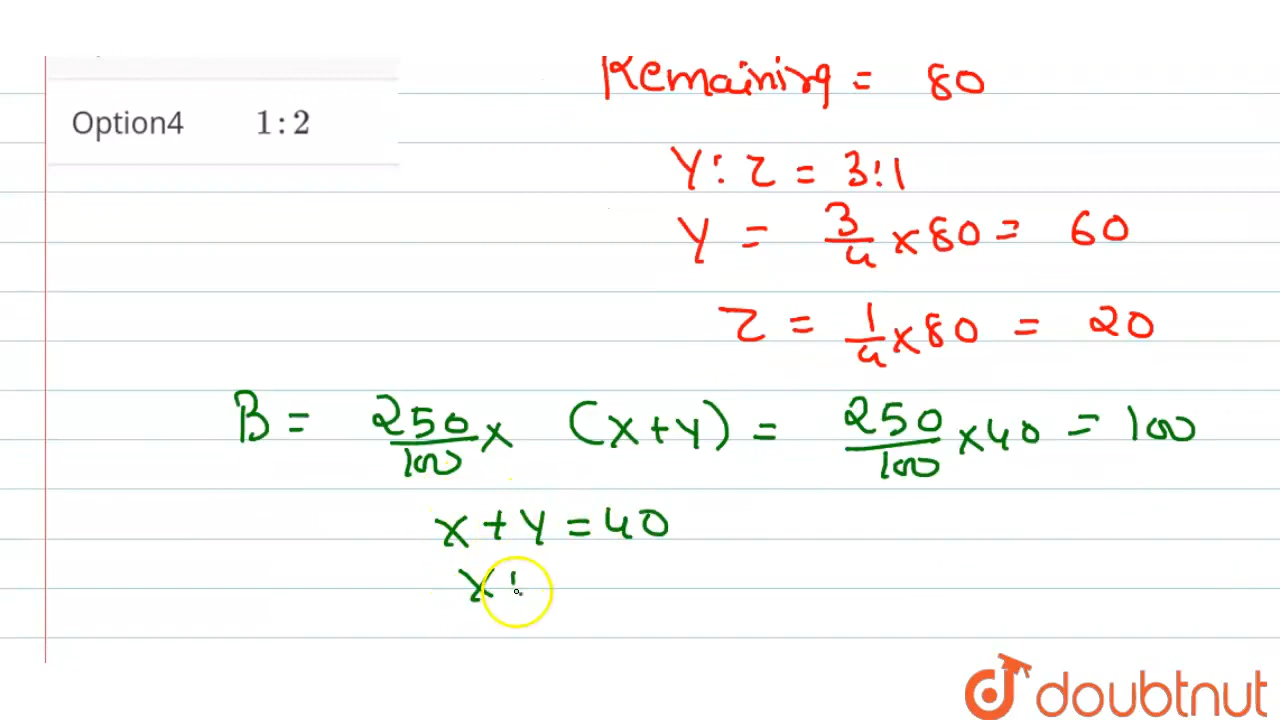 Remaining = 80
Option4 1 : 2
Y : Z = 3 : 1
Y = 3/4 × 80 = 60
Z = 1/4 × 80 = 20
B = 250/100 × (x+y) = 250/100 × 40 = 100
x + y = 40
x :
doubtnut